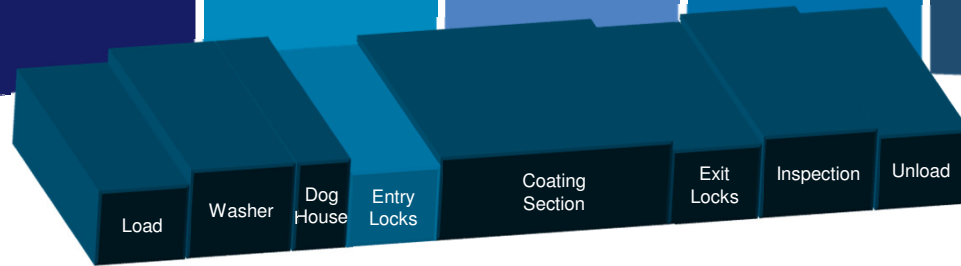 Load
Washer
Dog
House
Entry
Locks
Coating
Section
Exit
Locks
Inspection
Unload